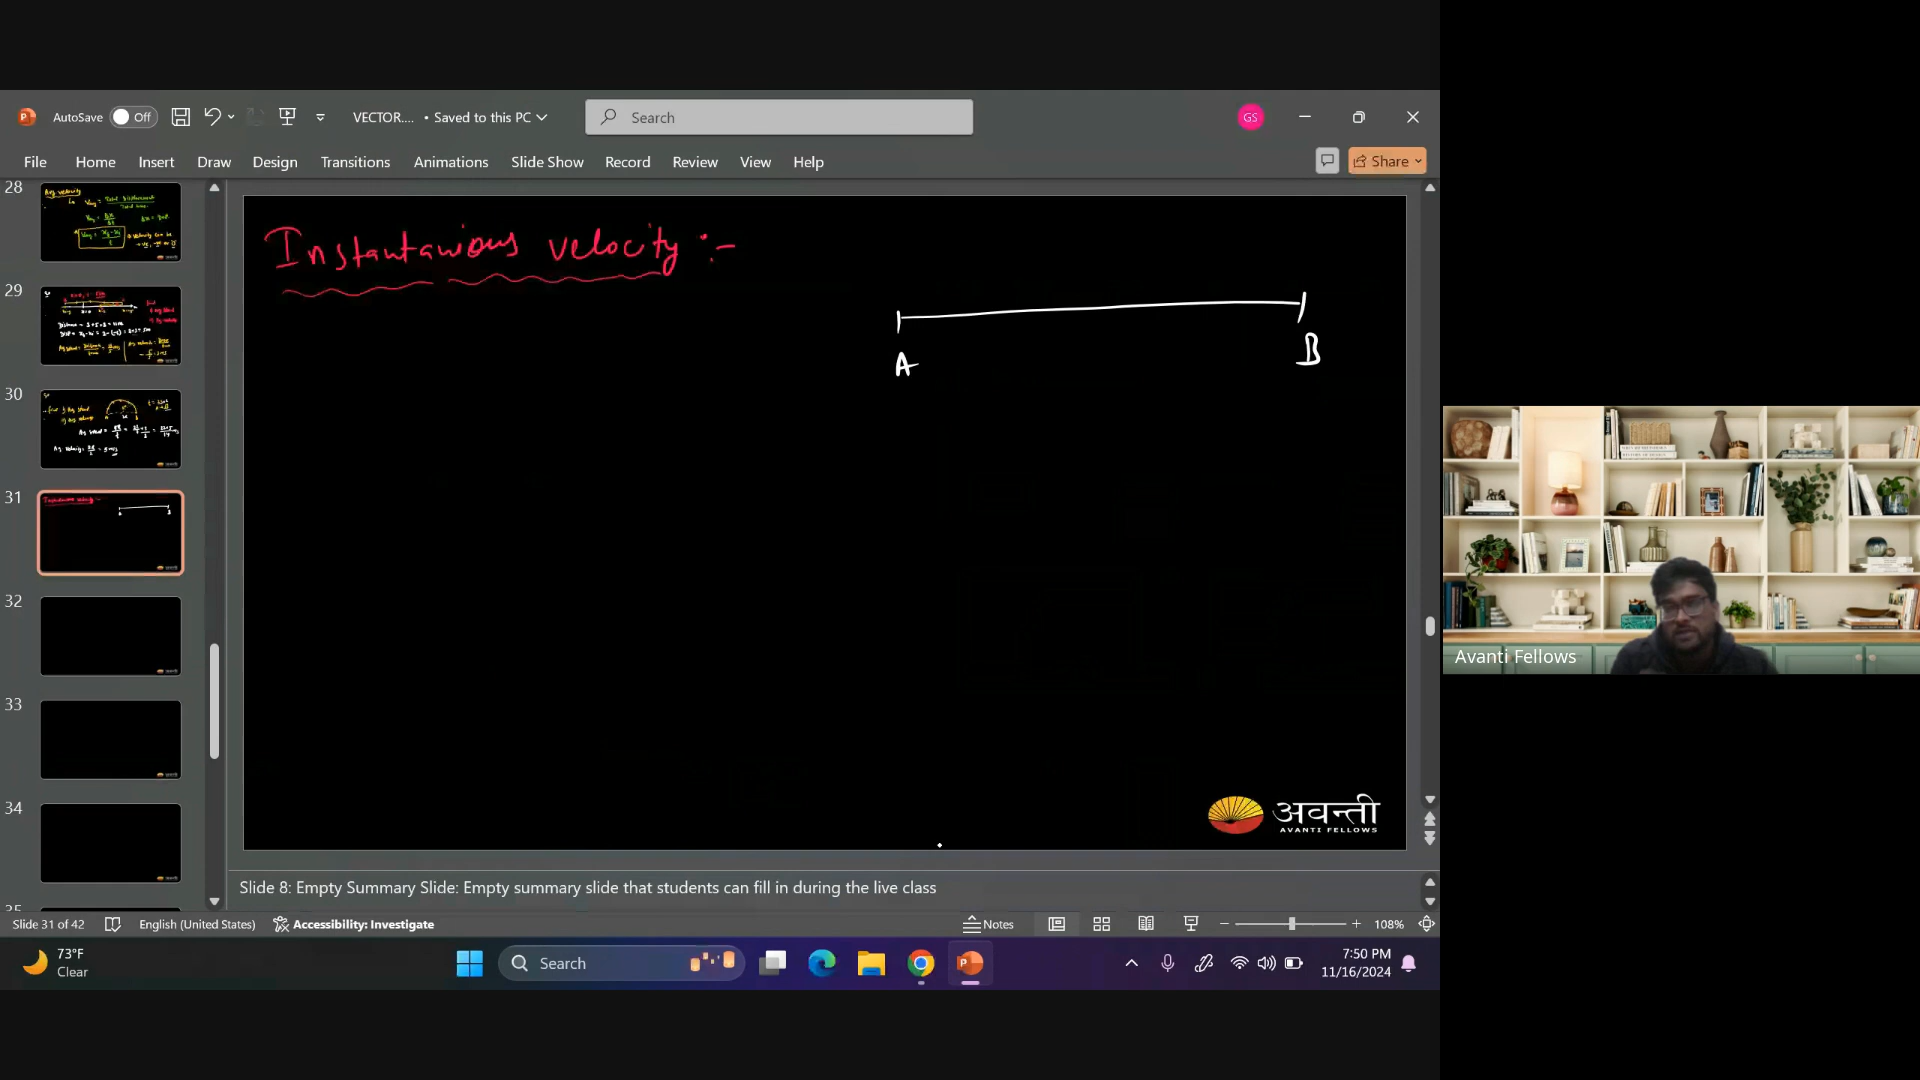 AutoSave Off VECTOR.... • Saved to this PC Search GS
File Home Insert Draw Design Transitions Animations Slide Show Record Review View Help Share
28
29
30
31
32
33
34
Instantanious velocity :-
A B
अवन्ती
AVANTI FELLOWS
Slide 8: Empty Summary Slide: Empty summary slide that students can fill in during the live class
Slide 31 of 42 English (United States) Accessibility: Investigate Notes 108%
73°F
Clear
Search
7:50 PM
11/16/2024
Avanti Fellows